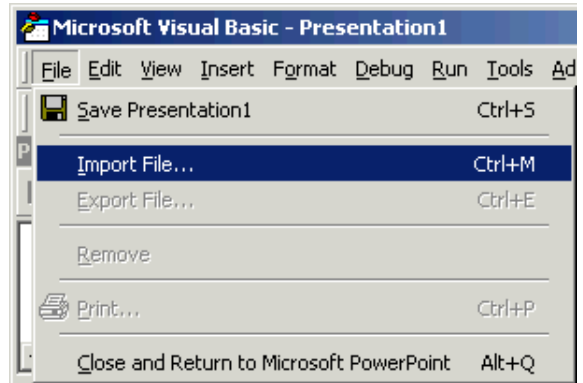 Microsoft Visual Basic - Presentation1
File Edit View Insert Format Debug Run Tools Ad
Save Presentation1 Ctrl+S
Import File... Ctrl+M
Export File... Ctrl+E
Remove
Print... Ctrl+P
Close and Return to Microsoft PowerPoint Alt+Q